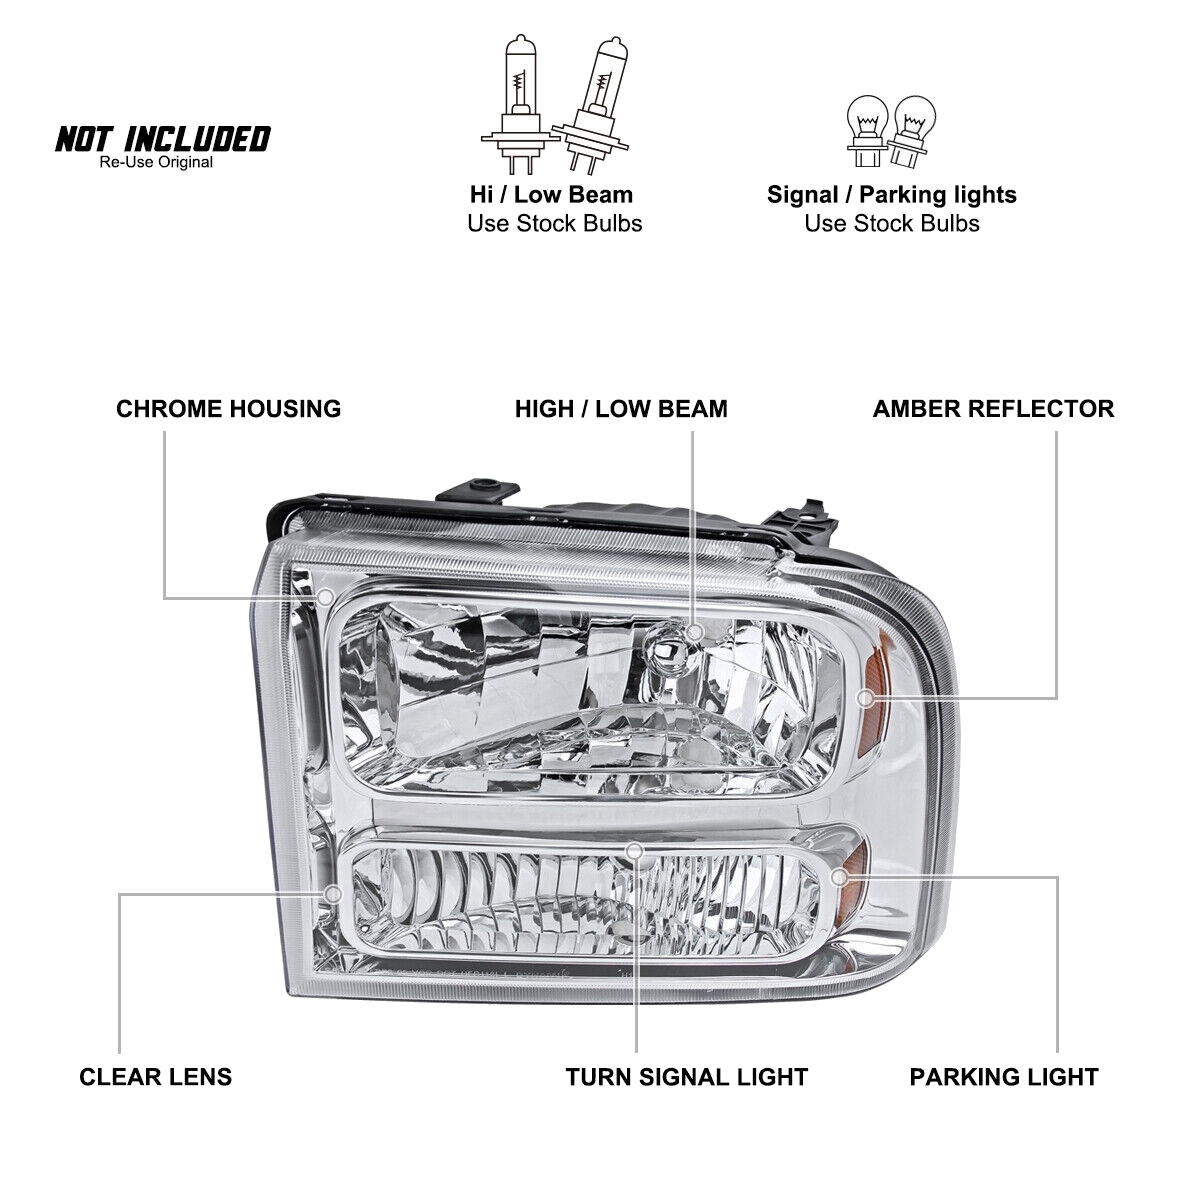 NOT INCLUDED
Re-Use Original
Hi / Low Beam
Use Stock Bulbs
Signal / Parking lights
Use Stock Bulbs
CHROME HOUSING
HIGH / LOW BEAM
AMBER REFLECTOR
CLEAR LENS
TURN SIGNAL LIGHT
PARKING LIGHT